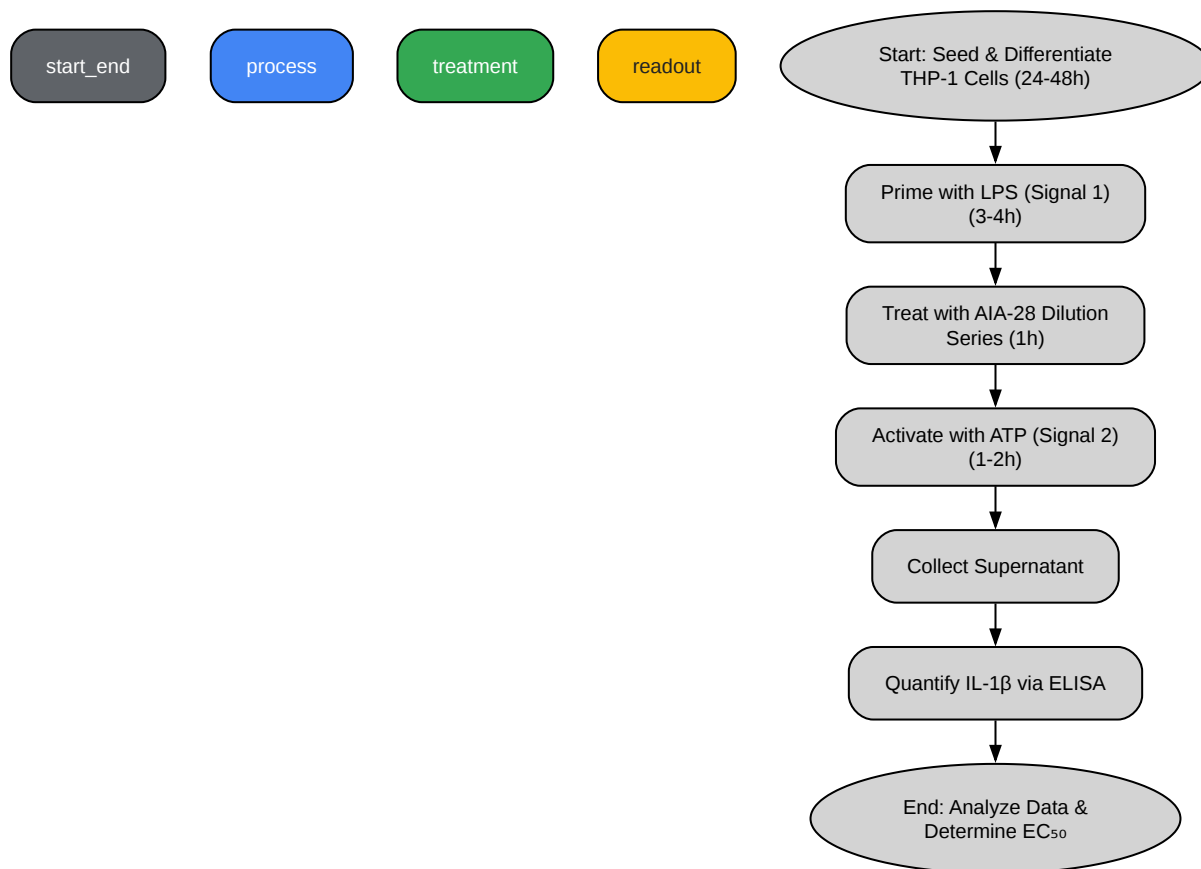 start_end
process
treatment
readout
Start: Seed & Differentiate
THP-1 Cells (24-48h)
Prime with LPS (Signal 1)
(3-4h)
Treat with AIA-28 Dilution
Series (1h)
Activate with ATP (Signal 2)
(1-2h)
Collect Supernatant
Quantify IL-1β via ELISA
End: Analyze Data &
Determine EC₅₀